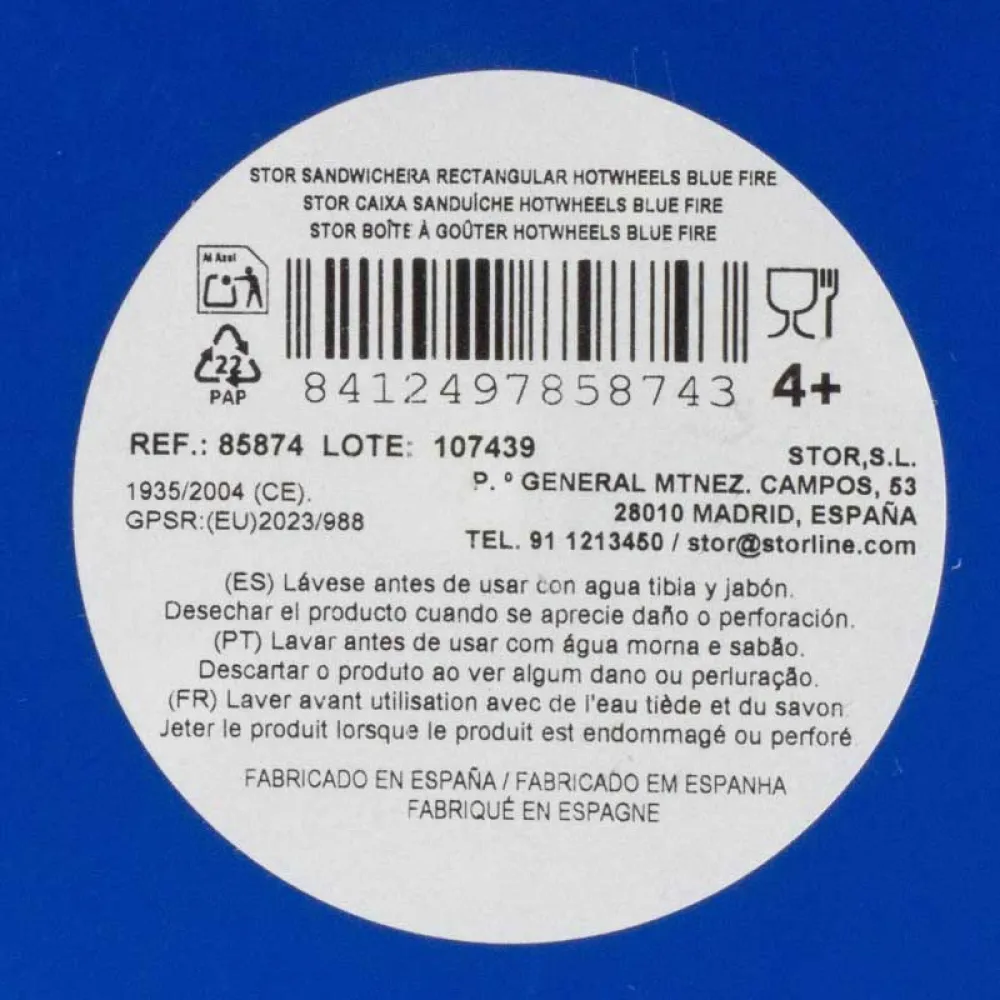 STOR SANDWICHERA RECTANGULAR HOTWHEELS BLUE FIRE
STOR CAIXA SANDUÍCHE HOTWHEELS BLUE FIRE
STOR BOÎTE À GOÛTER HOTWHEELS BLUE FIRE
Al Azul
22
PAP
8412497858743
4+
REF.: 85874 LOTE: 107439
1935/2004 (CE).
GPSR:(EU)2023/988
STOR,S.L.
P. º GENERAL MTNEZ. CAMPOS, 53
28010 MADRID, ESPAÑA
TEL. 91 1213450 / stor@storline.com
(ES) Lávese antes de usar con agua tibia y jabón.
Desechar el producto cuando se aprecie daño o perforación.
(PT) Lavar antes de usar com água morna e sabão.
Descartar o produto ao ver algum dano ou perluração.
(FR) Laver avant utilisation avec de l'eau tiède et du savon.
Jeter le produit lorsque le produit est endommagé ou perforé
FABRICADO EN ESPAÑA / FABRICADO EM ESPANHA
FABRIQUÉ EN ESPAGNE